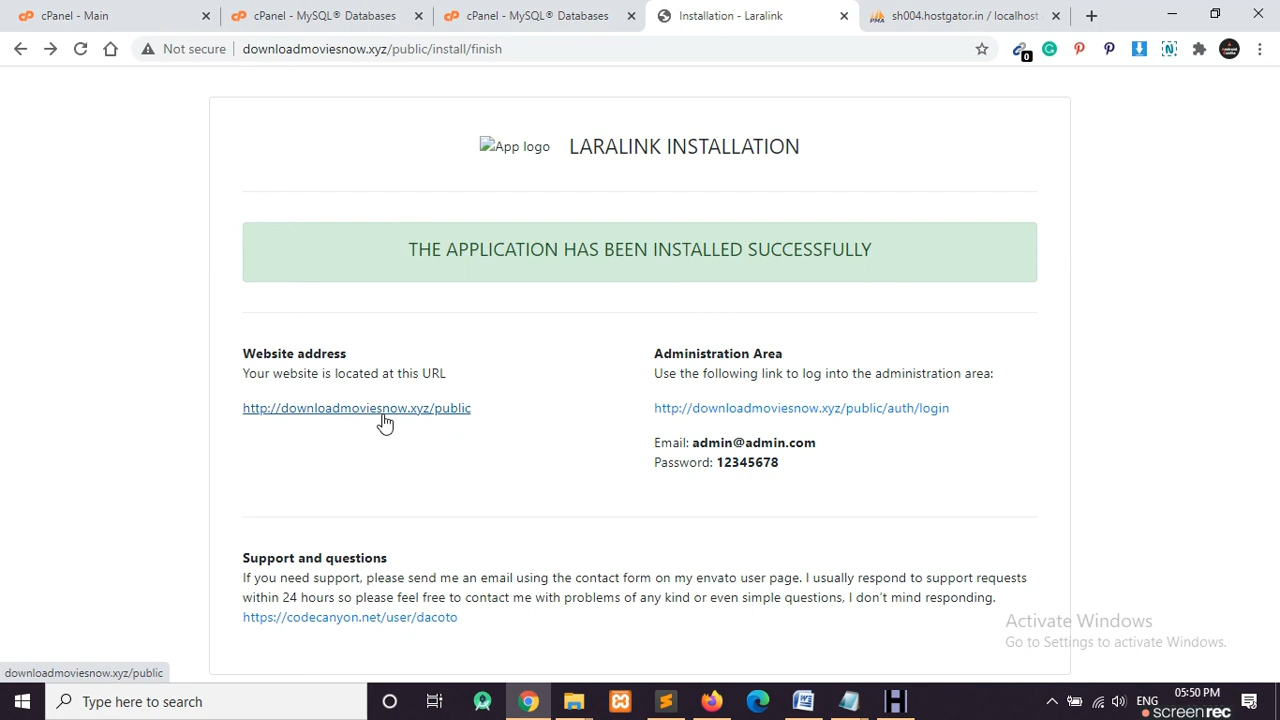 cPanel - Main
cPanel - MySQL® Databases
cPanel - MySQL® Databases
Installation - Laralink
sh004.hostgator.in / localhost
Not secure
downloadmoviesnow.xyz/public/install/finish
0
App logo
LARALINK INSTALLATION
THE APPLICATION HAS BEEN INSTALLED SUCCESSFULLY
Website address
Your website is located at this URL
http://downloadmoviesnow.xyz/public
Administration Area
Use the following link to log into the administration area:
http://downloadmoviesnow.xyz/public/auth/login
Email: admin@admin.com
Password: 12345678
Support and questions
If you need support, please send me an email using the contact form on my envato user page. I usually respond to support requests
within 24 hours so please feel free to contact me with problems of any kind or even simple questions, I don't mind responding.
https://codecanyon.net/user/dacoto
Activate Windows
Go to Settings to activate Windows.
downloadmoviesnow.xyz/public
Type here to search
ENG
05:50 PM
SCREENREC